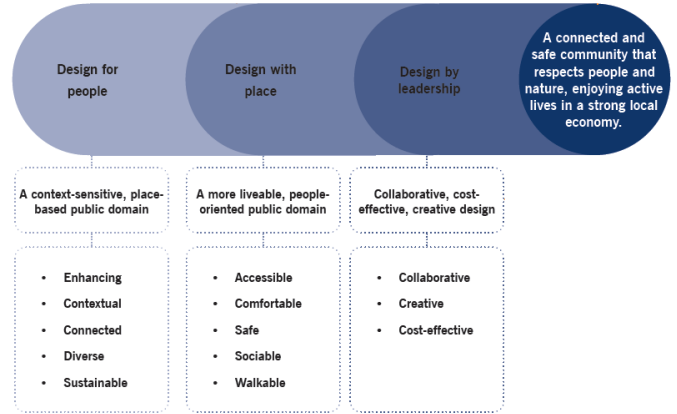 Design for
people
Design with
place
Design by
leadership
A connected and
safe community that
respects people and
nature, enjoying active
lives in a strong local
economy.
A context-sensitive, place-
based public domain
A more liveable, people-
oriented public domain
Collaborative, cost-
effective, creative design
• Enhancing
• Contextual
• Connected
• Diverse
• Sustainable
• Accessible
• Comfortable
• Safe
• Sociable
• Walkable
• Collaborative
• Creative
• Cost-effective